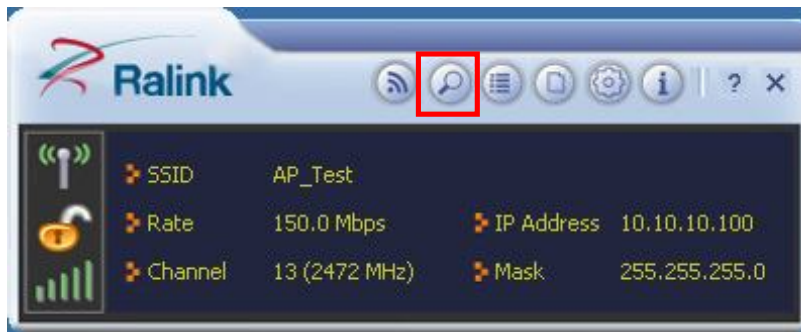 Ralink
i ? ×
SSID AP_Test
Rate 150.0 Mbps IP Address 10.10.10.100
Channel 13 (2472 MHz) Mask 255.255.255.0